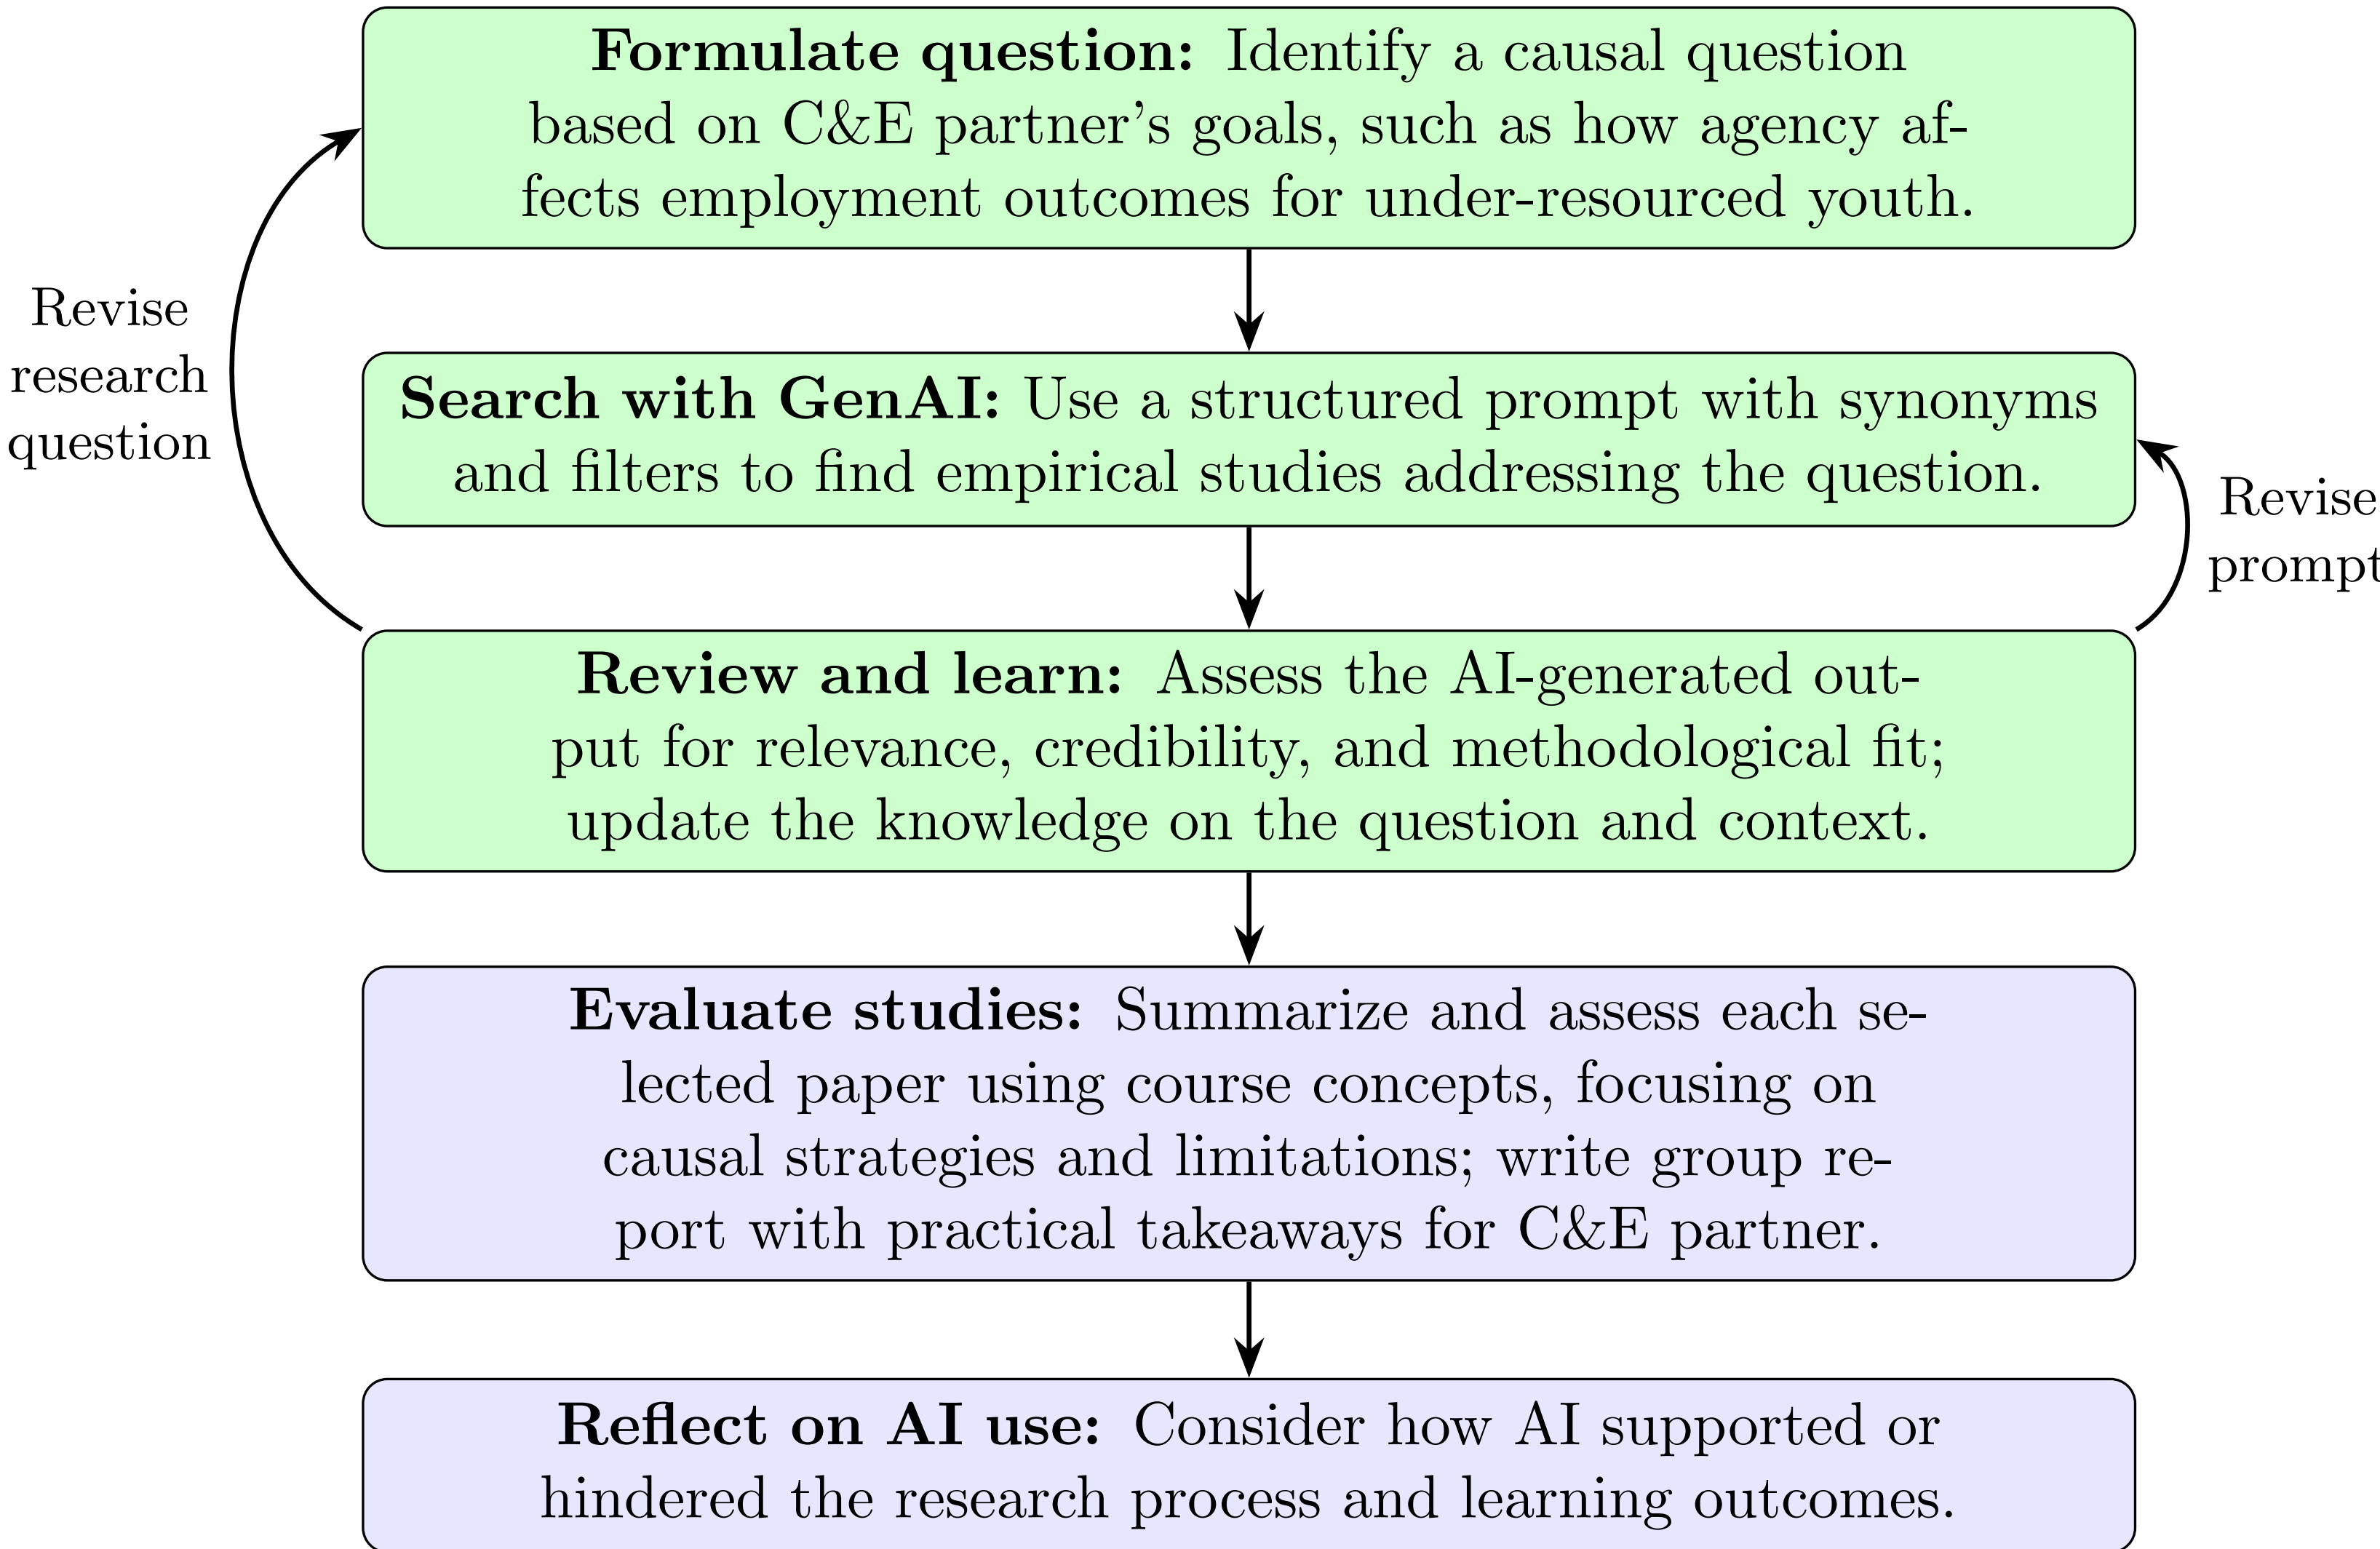 Formulate question: Identify a causal question
based on C&E partner's goals, such as how agency af-
fects employment outcomes for under-resourced youth.
Revise
research
question
Search with GenAI: Use a structured prompt with synonyms
and filters to find empirical studies addressing the question.
Revise
prompt
Review and learn: Assess the AI-generated out-
put for relevance, credibility, and methodological fit;
update the knowledge on the question and context.
Evaluate studies: Summarize and assess each se-
lected paper using course concepts, focusing on
causal strategies and limitations; write group re-
port with practical takeaways for C&E partner.
Reflect on AI use: Consider how AI supported or
hindered the research process and learning outcomes.